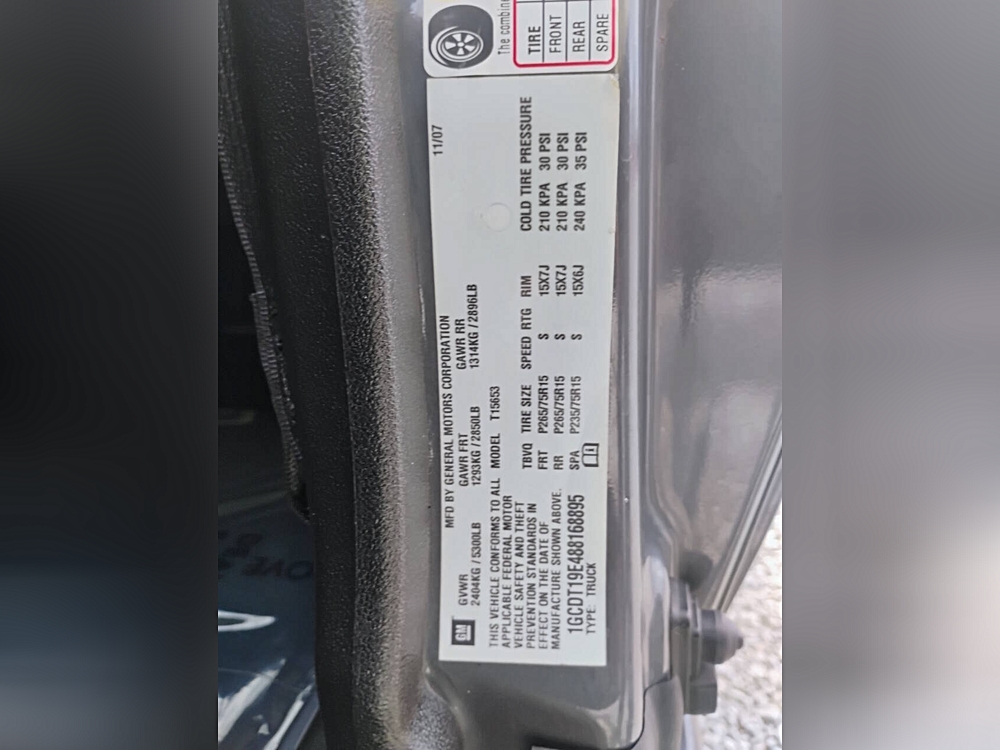 The combine
TIRE
FRONT
REAR
SPARE
11/07
MFD BY GENERAL MOTORS CORPORATION
GVWR GAWR FRT GAWR RR
2404KG / 5300LB 1293KG / 2850LB 1314KG / 2896LB
THIS VEHICLE CONFORMS TO ALL MODEL T15653
APPLICABLE FEDERAL MOTOR
VEHICLE SAFETY AND THEFT
PREVENTION STANDARDS IN
EFFECT ON THE DATE OF
MANUFACTURE SHOWN ABOVE.
TBVQ TIRE SIZE SPEED RTG RIM COLD TIRE PRESSURE
FRT P265/75R15 S 15X7J 210 KPA 30 PSI
RR P265/75R15 S 15X7J 210 KPA 30 PSI
SPA P235/75R15 S 15X6J 240 KPA 35 PSI
1GCDT19E488168895
TYPE: TRUCK
GM